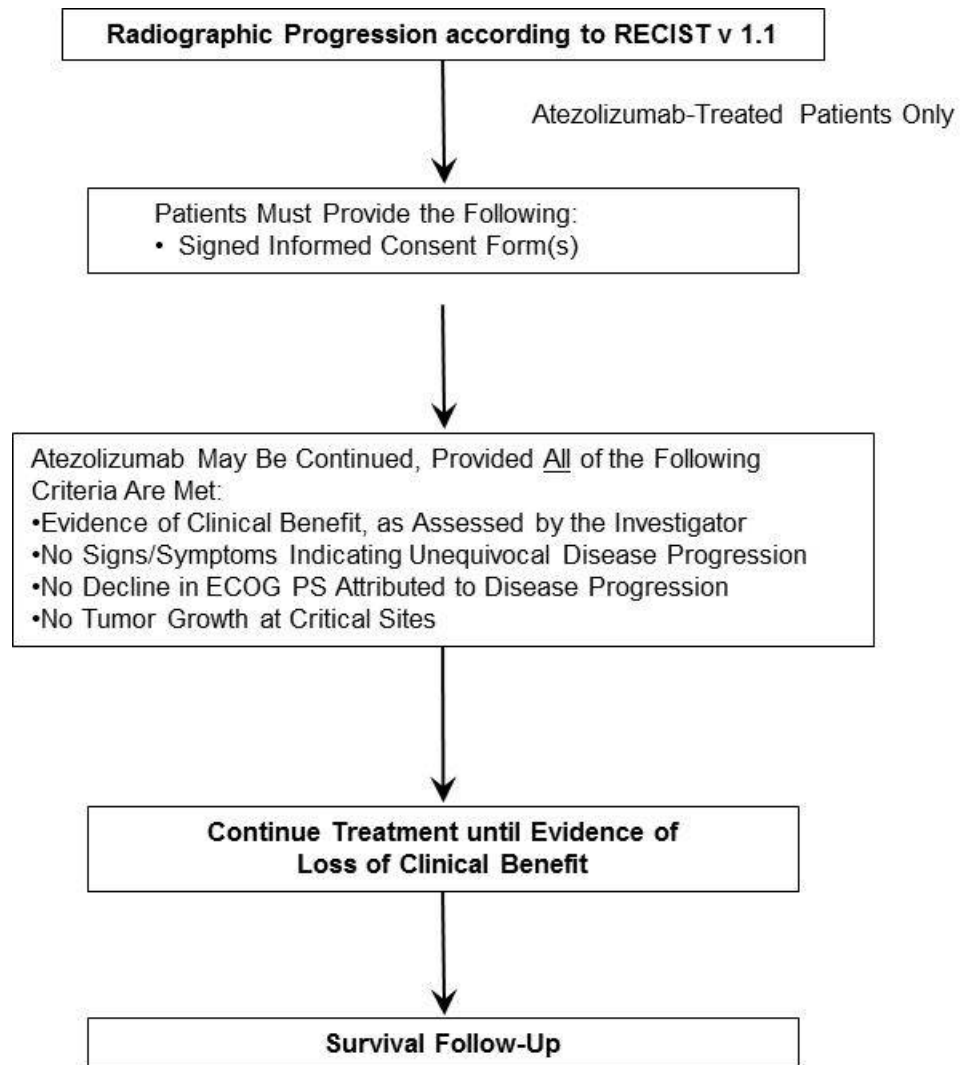 Radiographic Progression according to RECIST v 1.1
Atezolizumab-Treated Patients Only
Patients Must Provide the Following:
• Signed Informed Consent Form(s)
Atezolizumab May Be Continued, Provided All of the Following
Criteria Are Met:
•Evidence of Clinical Benefit, as Assessed by the Investigator
•No Signs/Symptoms Indicating Unequivocal Disease Progression
•No Decline in ECOG PS Attributed to Disease Progression
•No Tumor Growth at Critical Sites
Continue Treatment until Evidence of
Loss of Clinical Benefit
Survival Follow-Up